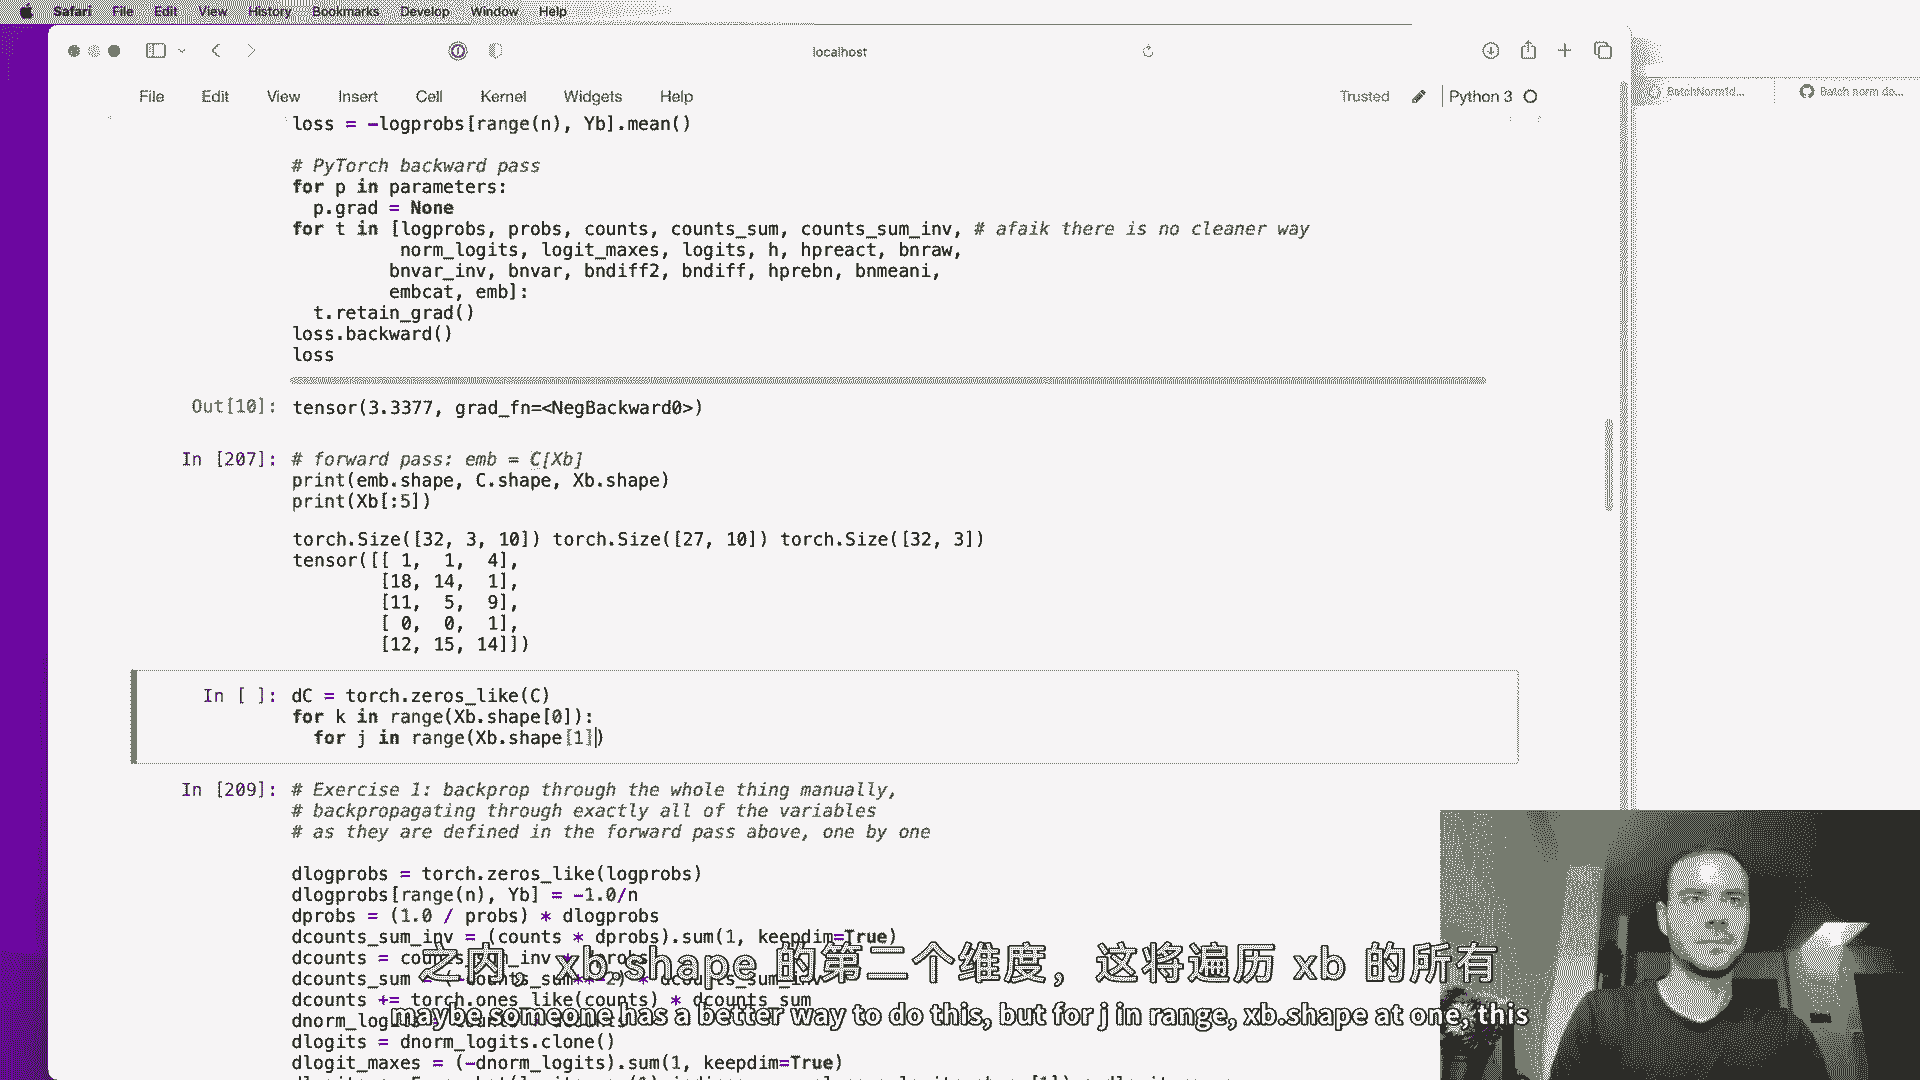 Safari File Edit View History Bookmarks Develop Window Help
localhost
BatchNorm1d... Batch norm do...
File Edit View Insert Cell Kernel Widgets Help Trusted Python 3
loss = -logprobs[range(n), Yb].mean()
# PyTorch backward pass
for p in parameters:
p.grad = None
for t in [logprobs, probs, counts, counts_sum, counts_sum_inv, # afaik there is no cleaner way
norm_logits, logit_maxes, logits, h, hpreact, bnraw,
bnvar_inv, bnvar, bndiff2, bndiff, hprebn, bnmeani,
embcat, emb]:
t.retain_grad()
loss.backward()
loss
Out[10]: tensor(3.3377, grad_fn=<NegBackward0>)
In [207]: # forward pass: emb = C[Xb]
print(emb.shape, C.shape, Xb.shape)
print(Xb[:5])
torch.Size([32, 3, 10]) torch.Size([27, 10]) torch.Size([32, 3])
tensor([[ 1, 1, 4],
[18, 14, 1],
[11, 5, 9],
[ 0, 0, 1],
[12, 15, 14]])
In [ ]: dC = torch.zeros_like(C)
for k in range(Xb.shape[0]):
for j in range(Xb.shape[1])
In [209]: # Exercise 1: backprop through the whole thing manually,
# backpropagating through exactly all of the variables
# as they are defined in the forward pass above, one by one
dlogprobs = torch.zeros_like(logprobs)
dlogprobs[range(n), Yb] = -1.0/n
dprobs = (1.0 / probs) * dlogprobs
dcounts_sum_inv = (counts * dprobs).sum(1, keepdim=True)
dcounts = counts_sum_inv * dprobs
之内，xb.shape 的第二个维度，这将遍历 xb 的所有
dcounts += torch.ones_like(counts) * dcounts_sum
maybe someone has a better way to do this, but for j in range, xb.shape at one, this
dlogits = dnorm_logits.clone()
dlogit_maxes = (-dnorm_logits).sum(1, keepdim=True)